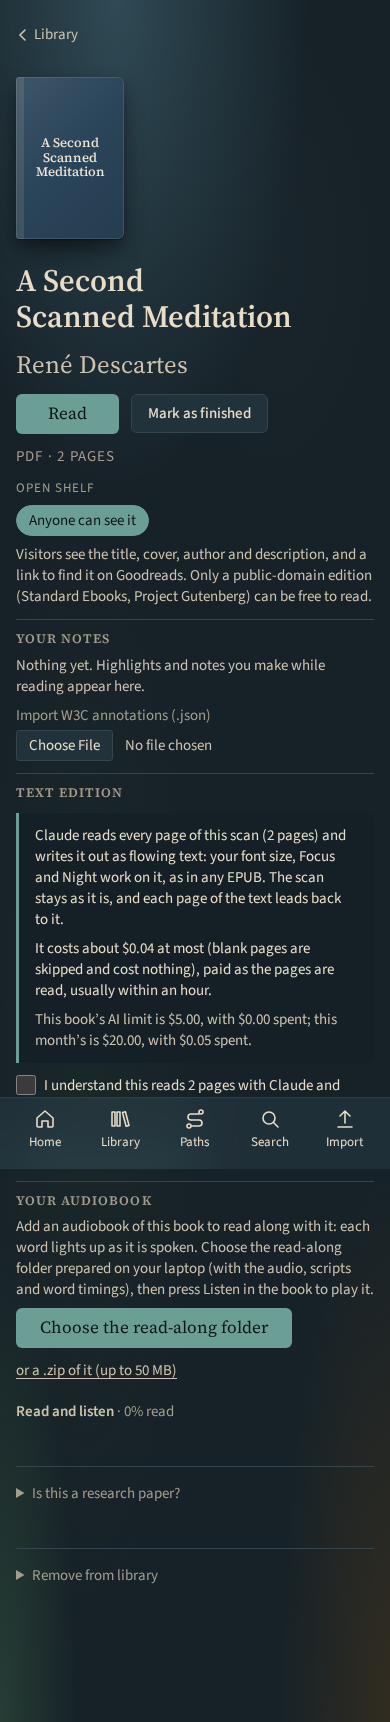 Library
A Second
Scanned
Meditation
A Second
Scanned Meditation
René Descartes
Read
Mark as finished
PDF · 2 PAGES
OPEN SHELF
Anyone can see it
Visitors see the title, cover, author and description, and a
link to find it on Goodreads. Only a public-domain edition
(Standard Ebooks, Project Gutenberg) can be free to read.
YOUR NOTES
Nothing yet. Highlights and notes you make while
reading appear here.
Import W3C annotations (.json)
Choose File No file chosen
TEXT EDITION
Claude reads every page of this scan (2 pages) and
writes it out as flowing text: your font size, Focus
and Night work on it, as in any EPUB. The scan
stays as it is, and each page of the text leads back
to it.
It costs about $0.04 at most (blank pages are
skipped and cost nothing), paid as the pages are
read, usually within an hour.
This book’s AI limit is $5.00, with $0.00 spent; this
month’s is $20.00, with $0.05 spent.
I understand this reads 2 pages with Claude and
Home Library Paths Search Import
YOUR AUDIOBOOK
Add an audiobook of this book to read along with it: each
word lights up as it is spoken. Choose the read-along
folder prepared on your laptop (with the audio, scripts
and word timings), then press Listen in the book to play it.
Choose the read-along folder
or a .zip of it (up to 50 MB)
Read and listen · 0% read
Is this a research paper?
Remove from library